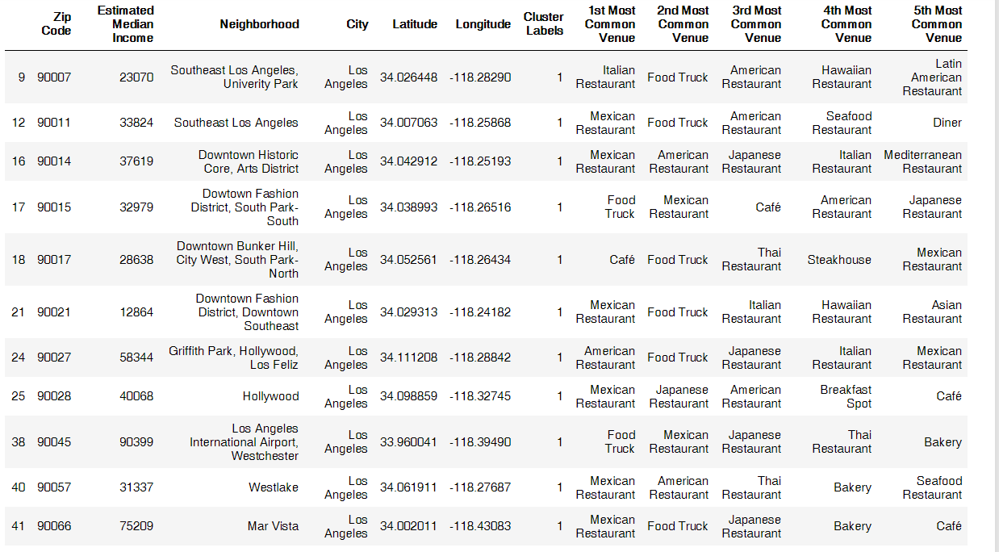 Zip Code Estimated Median Income Neighborhood City Latitude Longitude Cluster Labels 1st Most Common Venue 2nd Most Common Venue 3rd Most Common Venue 4th Most Common Venue 5th Most Common Venue
9 90007 23070 Southeast Los Angeles, Univerity Park Los Angeles 34.026448 -118.28290 1 Italian Restaurant Food Truck American Restaurant Hawaiian Restaurant Latin American Restaurant
12 90011 33824 Southeast Los Angeles Los Angeles 34.007063 -118.25868 1 Mexican Restaurant Food Truck American Restaurant Seafood Restaurant Diner
16 90014 37619 Downtown Historic Core, Arts District Los Angeles 34.042912 -118.25193 1 Mexican Restaurant American Restaurant Japanese Restaurant Italian Restaurant Mediterranean Restaurant
17 90015 32979 Dowtown Fashion District, South Park-South Los Angeles 34.038993 -118.26516 1 Food Truck Mexican Restaurant Café American Restaurant Japanese Restaurant
18 90017 28638 Downtown Bunker Hill, City West, South Park-North Los Angeles 34.052561 -118.26434 1 Café Food Truck Thai Restaurant Steakhouse Mexican Restaurant
21 90021 12864 Downtown Fashion District, Downtown Southeast Los Angeles 34.029313 -118.24182 1 Mexican Restaurant Food Truck Italian Restaurant Hawaiian Restaurant Asian Restaurant
24 90027 58344 Griffith Park, Hollywood, Los Feliz Los Angeles 34.111208 -118.28842 1 American Restaurant Food Truck Japanese Restaurant Italian Restaurant Mexican Restaurant
25 90028 40068 Hollywood Los Angeles 34.098859 -118.32745 1 Mexican Restaurant Japanese Restaurant American Restaurant Breakfast Spot Café
38 90045 90399 Los Angeles International Airport, Westchester Los Angeles 33.960041 -118.39490 1 Food Truck Mexican Restaurant Japanese Restaurant Thai Restaurant Bakery
40 90057 31337 Westlake Los Angeles 34.061911 -118.27687 1 Mexican Restaurant American Restaurant Thai Restaurant Bakery Seafood Restaurant
41 90066 75209 Mar Vista Los Angeles 34.002011 -118.43083 1 Mexican Restaurant Food Truck Japanese Restaurant Bakery Café